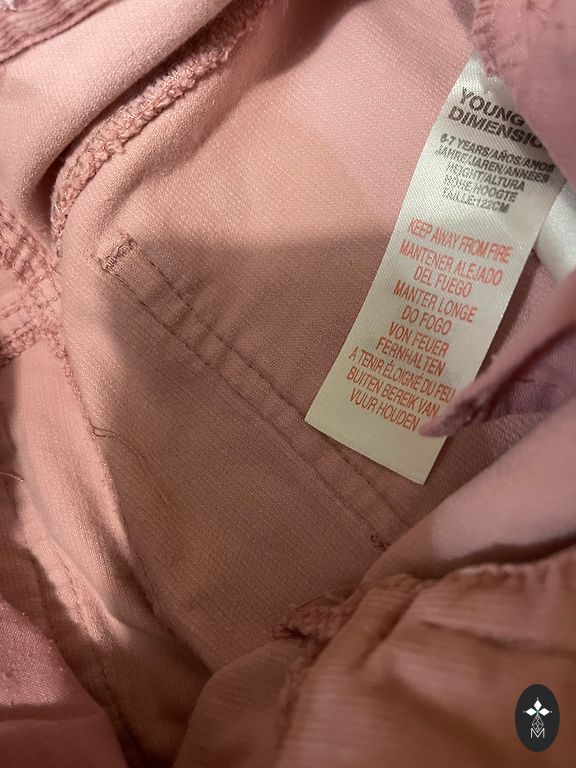 YOUNG
DIMENSIO
6-7 YEARS/AÑOS/ANOS
JAHRE/JAREN/ANNÉES
HEIGHT/ALTURA
HÖHE/HOOGTE
TAILLE:122CM
KEEP AWAY FROM FIRE
MANTENER ALEJADO
DEL FUEGO
MANTER LONGE
DO FOGO
VON FEUER
FERNHALTEN
A TENIR ÉLOIGNÉ DU FEU
BUITEN BEREIK VAN
VUUR HOUDEN
M